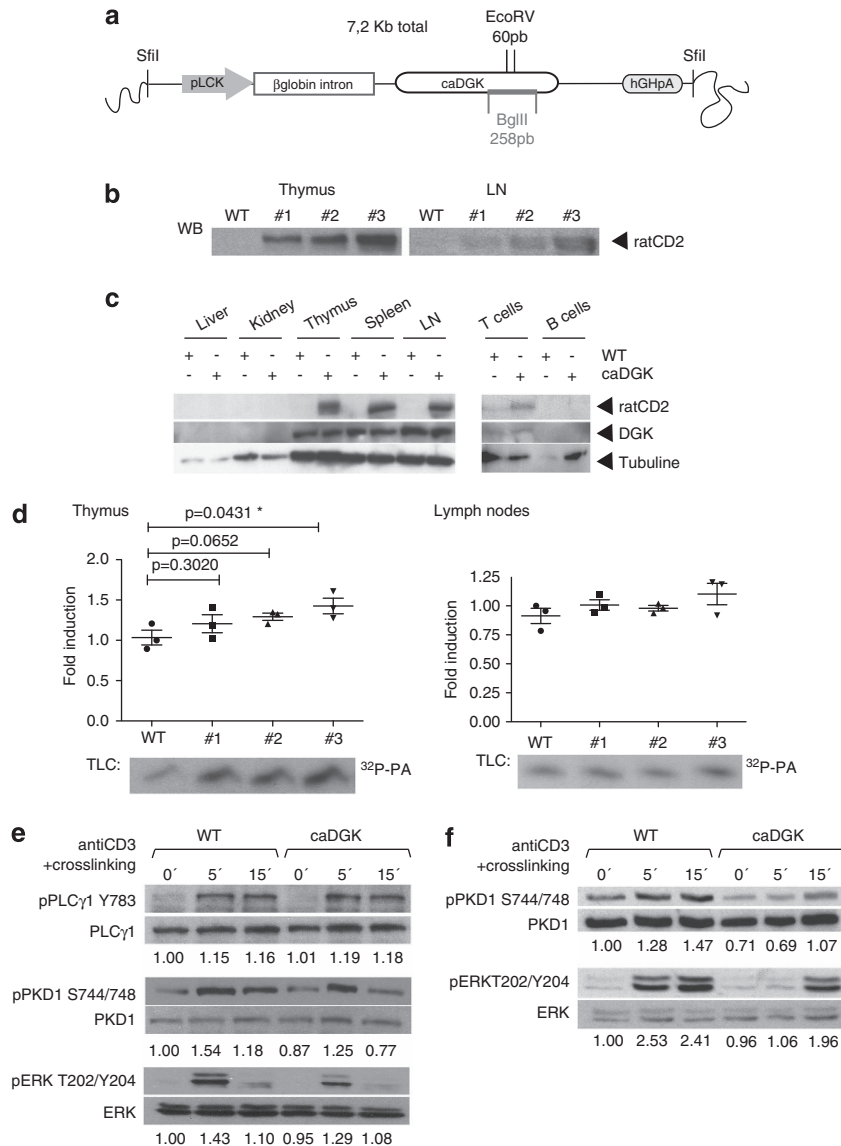 a
7,2 Kb total
EcoRV
60pb
SfiI
SfiI
pLCK
βglobin intron
caDGK
hGHpA
BglII
258pb
b
Thymus
LN
WT #1 #2 #3 WT #1 #2 #3
WB
ratCD2
c
Liver Kidney Thymus Spleen LN T cells B cells
+ - + - + - + - + - + - + - WT
- + - + - + - + - + - + - + caDGK
ratCD2
DGK
Tubuline
d
Thymus
p=0.0431 *
p=0.0652
p=0.3020
2.0
1.5
1.0
0.5
0.0
Fold induction
WT #1 #2 #3
TLC:
32P-PA
Lymph nodes
1.25
1.00
0.75
0.50
0.25
0.00
Fold induction
WT #1 #2 #3
TLC:
32P-PA
e
antiCD3
+crosslinking
WT caDGK
0´ 5´ 15´ 0´ 5´ 15´
pPLCγ1 Y783
PLCγ1
1.00 1.15 1.16 1.01 1.19 1.18
pPKD1 S744/748
PKD1
1.00 1.54 1.18 0.87 1.25 0.77
pERK T202/Y204
ERK
1.00 1.43 1.10 0.95 1.29 1.08
f
antiCD3
+crosslinking
WT caDGK
0´ 5´ 15´ 0´ 5´ 15´
pPKD1 S744/748
PKD1
1.00 1.28 1.47 0.71 0.69 1.07
pERKT202/Y204
ERK
1.00 2.53 2.41 0.96 1.06 1.96